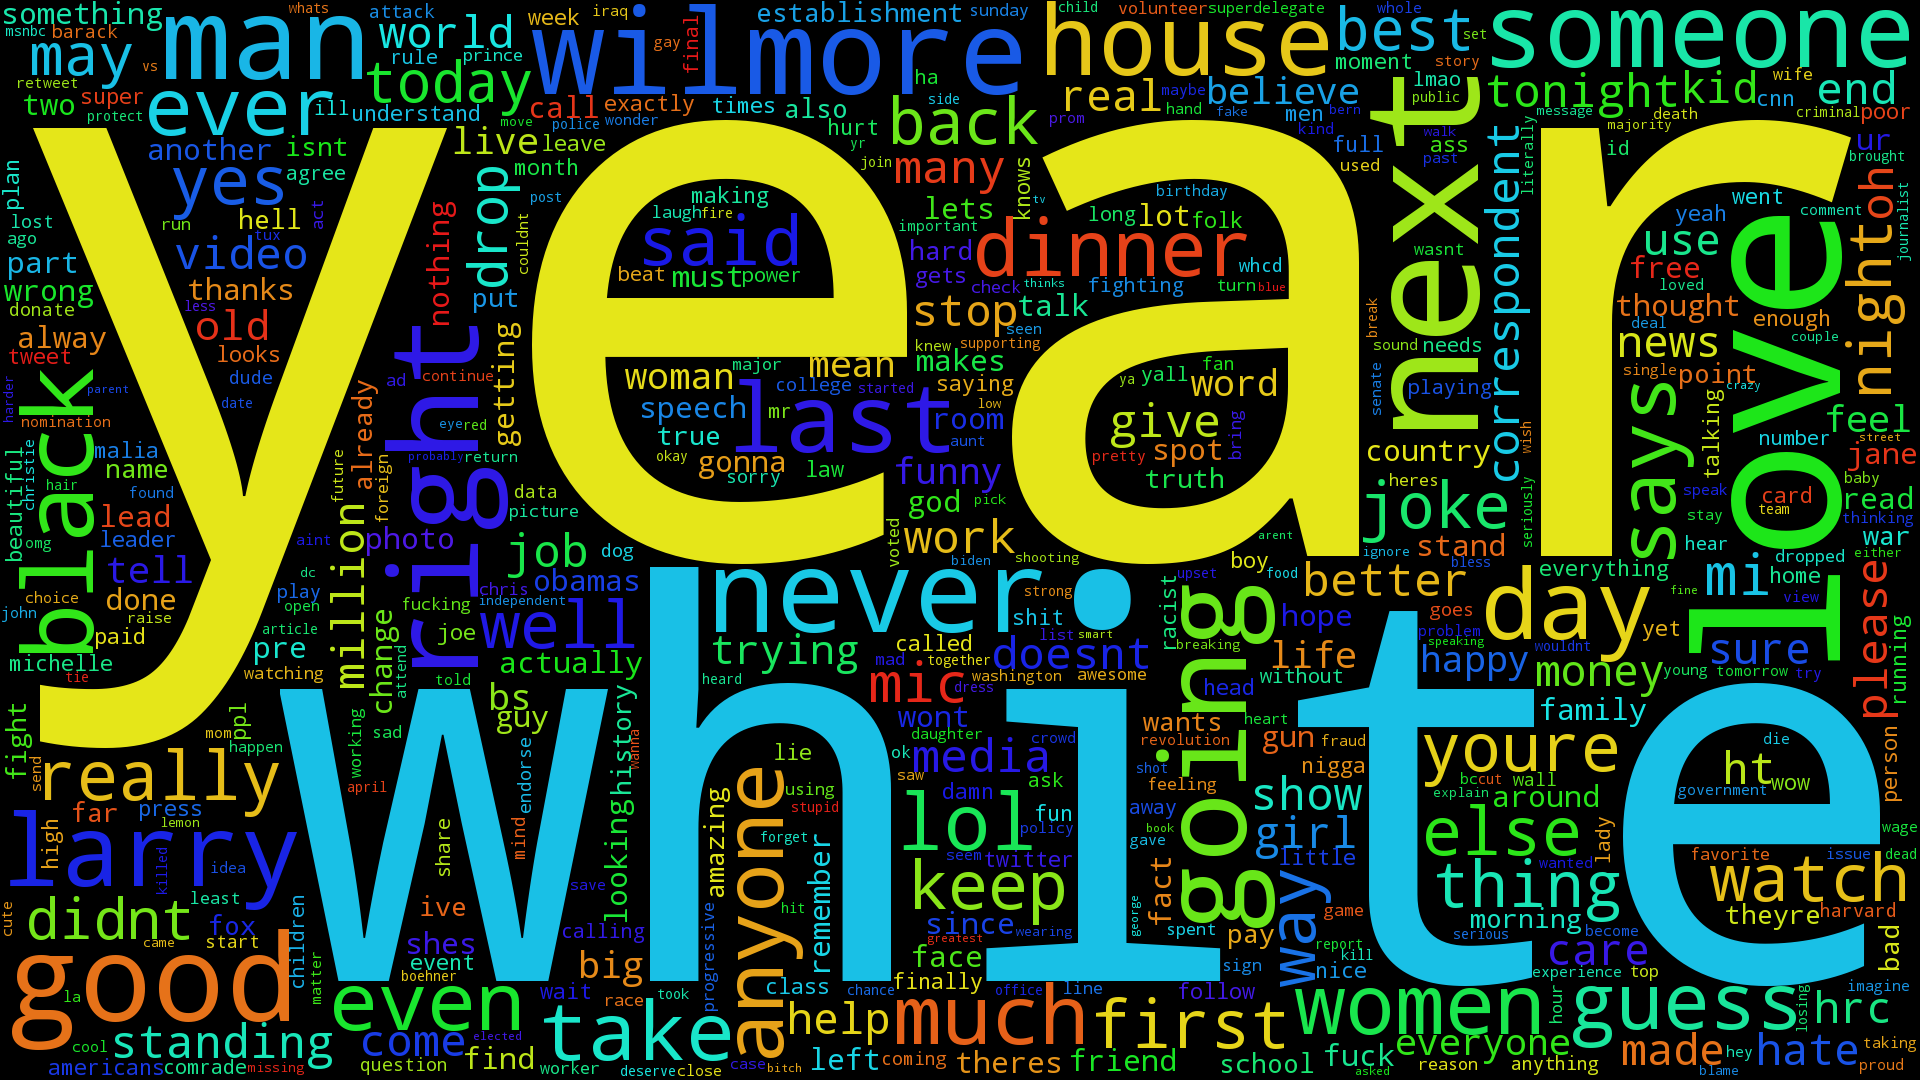 year
white
wilmore
house
someone
man
ever
love
next
right
last
never
going
good
larry
dinner
back
today
world
may
best
black
yes
said
day
women
guess
much
first
take
even
anyone
youre
else
thing
watch
says
night
correspondent
joke
lol
keep
really
didnt
well
job
work
mic
media
drop
video
old
many
stop
real
believe
tonight
kid
end
something
msnbc
barack
whats
attack
week
iraq
establishment
sunday
gay
final
child
volunteer
superdelegate
whole
moment
set
story
rule
prince
vs
retweet
two
super
protect
ill
understand
call
exactly
times
also
ha
side
move
police
wonder
prom
maybe
hand
fake
men
kind
bern
lmao
public
cnn
wife
criminal
poor
message
majority
death
id
ur
brought
another
isnt
agree
live
leave
month
hurt
yr
join
knows
full
used
walk
past
ass
literally
plan
lost
ago
run
hell
tux
act
nothing
put
post
couldnt
making
laugh
fire
beat
must
power
lets
important
hard
gets
check
long
lot
folk
birthday
tv
whcd
thinks
fighting
turn
blue
talk
seen
knew
supporting
makes
saying
wasnt
needs
sound
break
use
yeah
went
comment
free
loved
thought
deal
enough
couple
news
single
point
crazy
oh
journalist
part
wrong
donate
alway
tweet
thanks
less
looks
dude
date
harder
parent
nomination
malia
name
found
hair
christie
beautiful
omg
lead
leader
tell
done
choice
john
raise
paid
michelle
tie
ad
continue
already
getting
eye
red
probably
return
future
foreign
million
aint
photo
data
picture
dog
obamas
chris
independent
fucking
joe
change
attend
actually
told
bs
guy
dc
play
open
article
pre
watching
woman
major
mean
college
started
speech
mr
true
okay
gonna
sorry
law
room
low
aunt
funny
god
pick
voted
biden
shooting
ya
yall
fan
word
give
pretty
spot
bring
truth
arent
boy
food
senate
playing
country
heres
stand
ignore
bless
better
upset
racist
hope
goes
problem
speaking
life
without
breaking
happy
yet
wouldnt
seriously
wish
talking
number
feel
street
jane
baby
speak
card
team
stay
read
thinking
hear
war
dropped
either
everything
mi
home
fine
view
sure
please
money
young
tomorrow
try
family
running
person
trying
called
shit
strong
list
smart
mad
together
doesnt
heard
dress
washington
awesome
head
wants
wont
heart
daughter
crowd
revolution
gun
fraud
nigga
ok
saw
ask
shot
feeling
damn
fun
away
policy
book
gave
seem
twitter
little
girl
show
way
fact
since
wearing
george
spent
pay
game
greatest
face
finally
sign
nice
report
kill
fight
ppl
mom
happen
send
working
sad
april
history
wanna
looking
endorse
mind
share
far
press
lemon
high
killed
idea
least
fox
start
came
cute
children
ive
shes
event
boehner
save
calling
big
race
wait
took
lie
using
stupid
forget
amazing
remember
hit
progressive
class
chance
office
line
follow
bc
cut
wall
explain
around
ht
wow
die
government
wage
lady
wanted
favorite
issue
dead
theyre
harvard
morning
serious
become
care
experience
top
bad
imagine
hour
losing
hrc
la
matter
cool
standing
americans
comrade
missing
come
question
elected
find
worker
deserve
close
case
bitch
help
left
coming
theres
friend
school
fuck
asked
everyone
reason
anything
made
hey
blame
hate
taking
proud